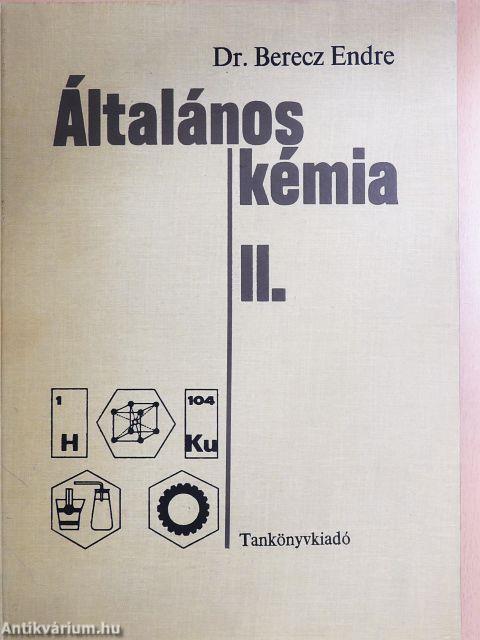 Dr. Berecz Endre
Általános
kémia
II.
1
H
104
Ku
Tankönyvkiadó
Antikvárium.hu